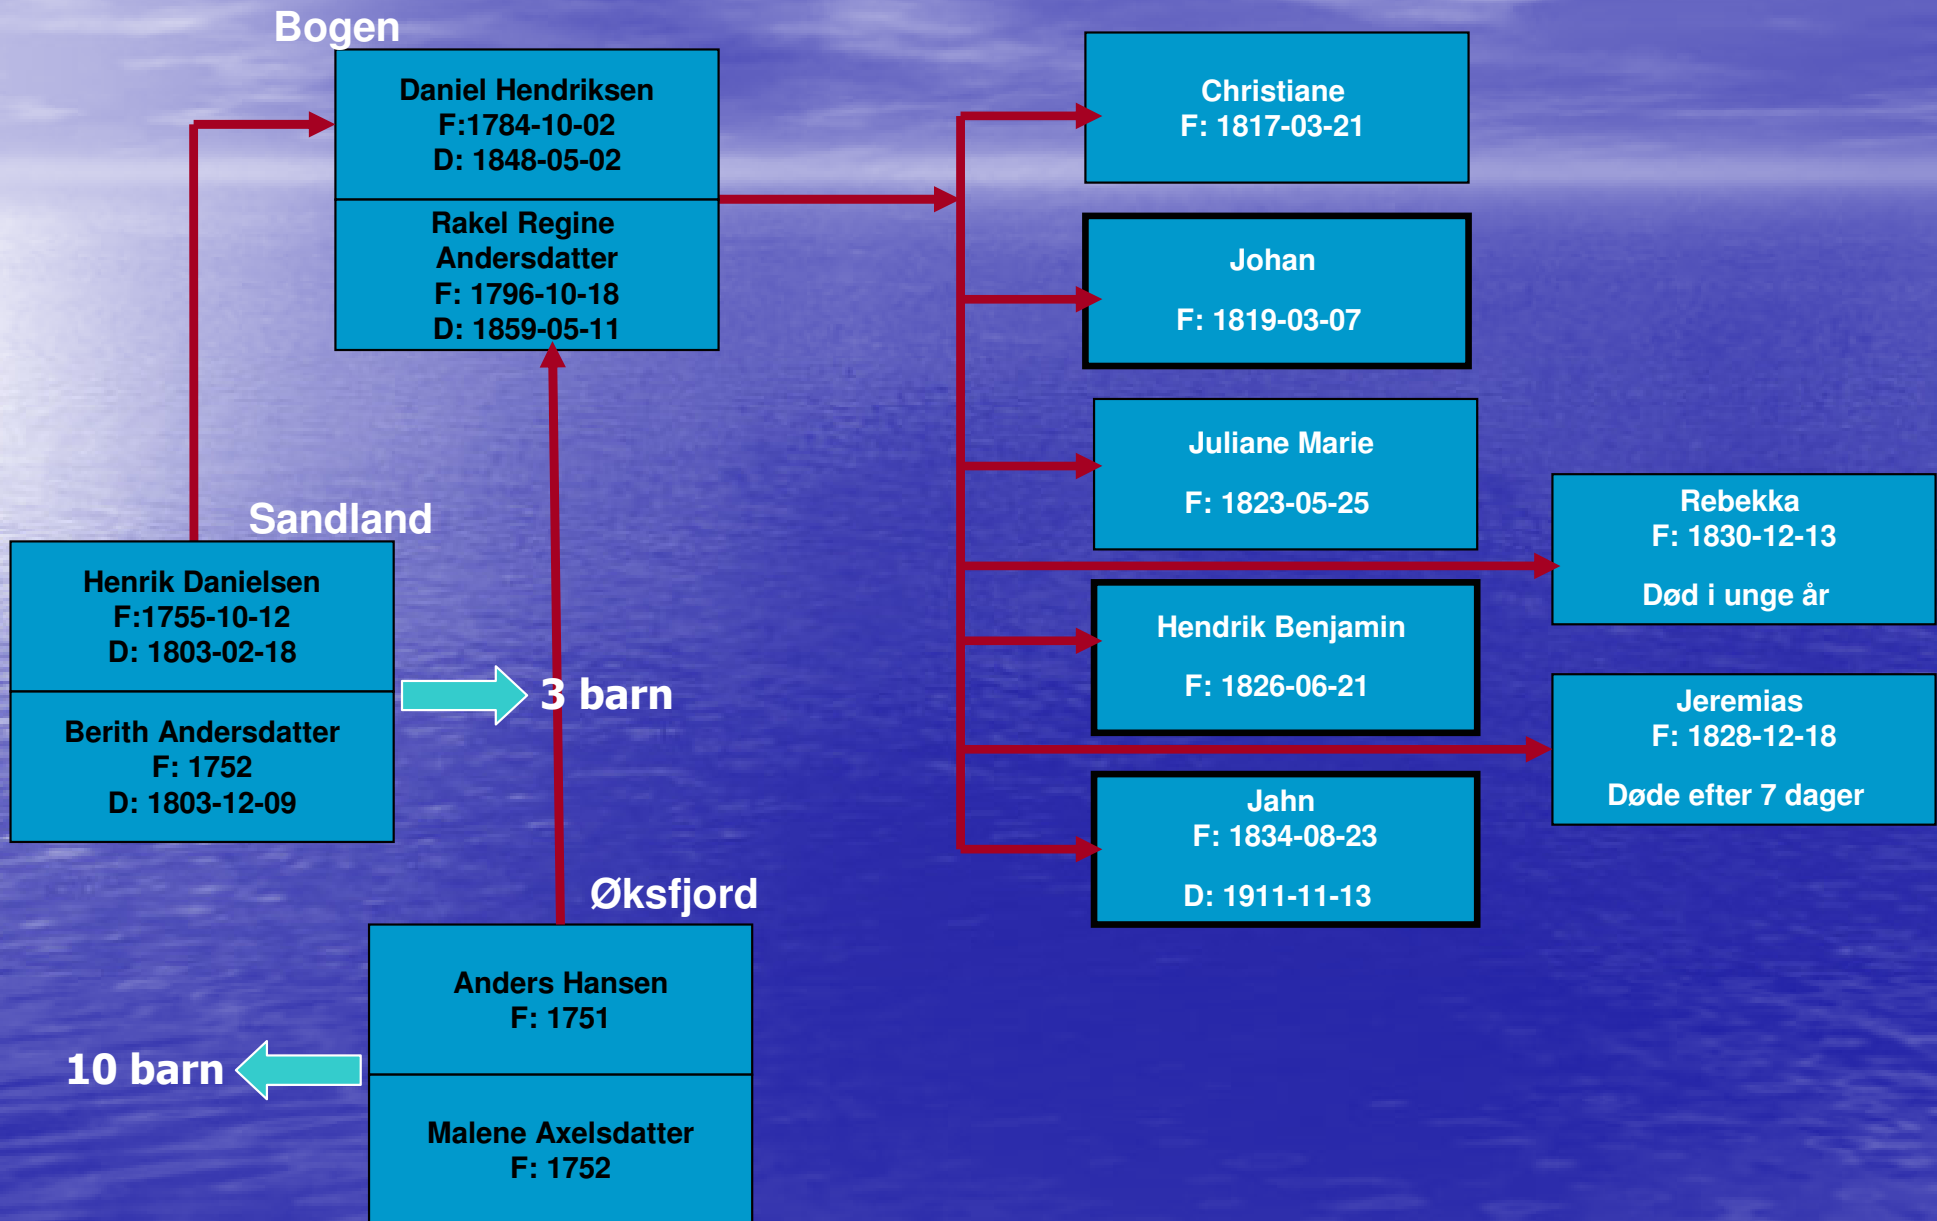 Bogen
Daniel Hendriksen
F:1784-10-02
D: 1848-05-02
Rakel Regine
Andersdatter
F: 1796-10-18
D: 1859-05-11
Sandland
Henrik Danielsen
F:1755-10-12
D: 1803-02-18
Berith Andersdatter
F: 1752
D: 1803-12-09
3 barn
Øksfjord
Anders Hansen
F: 1751
Malene Axelsdatter
F: 1752
10 barn
Christiane
F: 1817-03-21
Johan
F: 1819-03-07
Juliane Marie
F: 1823-05-25
Rebekka
F: 1830-12-13
Død i unge år
Hendrik Benjamin
F: 1826-06-21
Jeremias
F: 1828-12-18
Døde efter 7 dager
Jahn
F: 1834-08-23
D: 1911-11-13